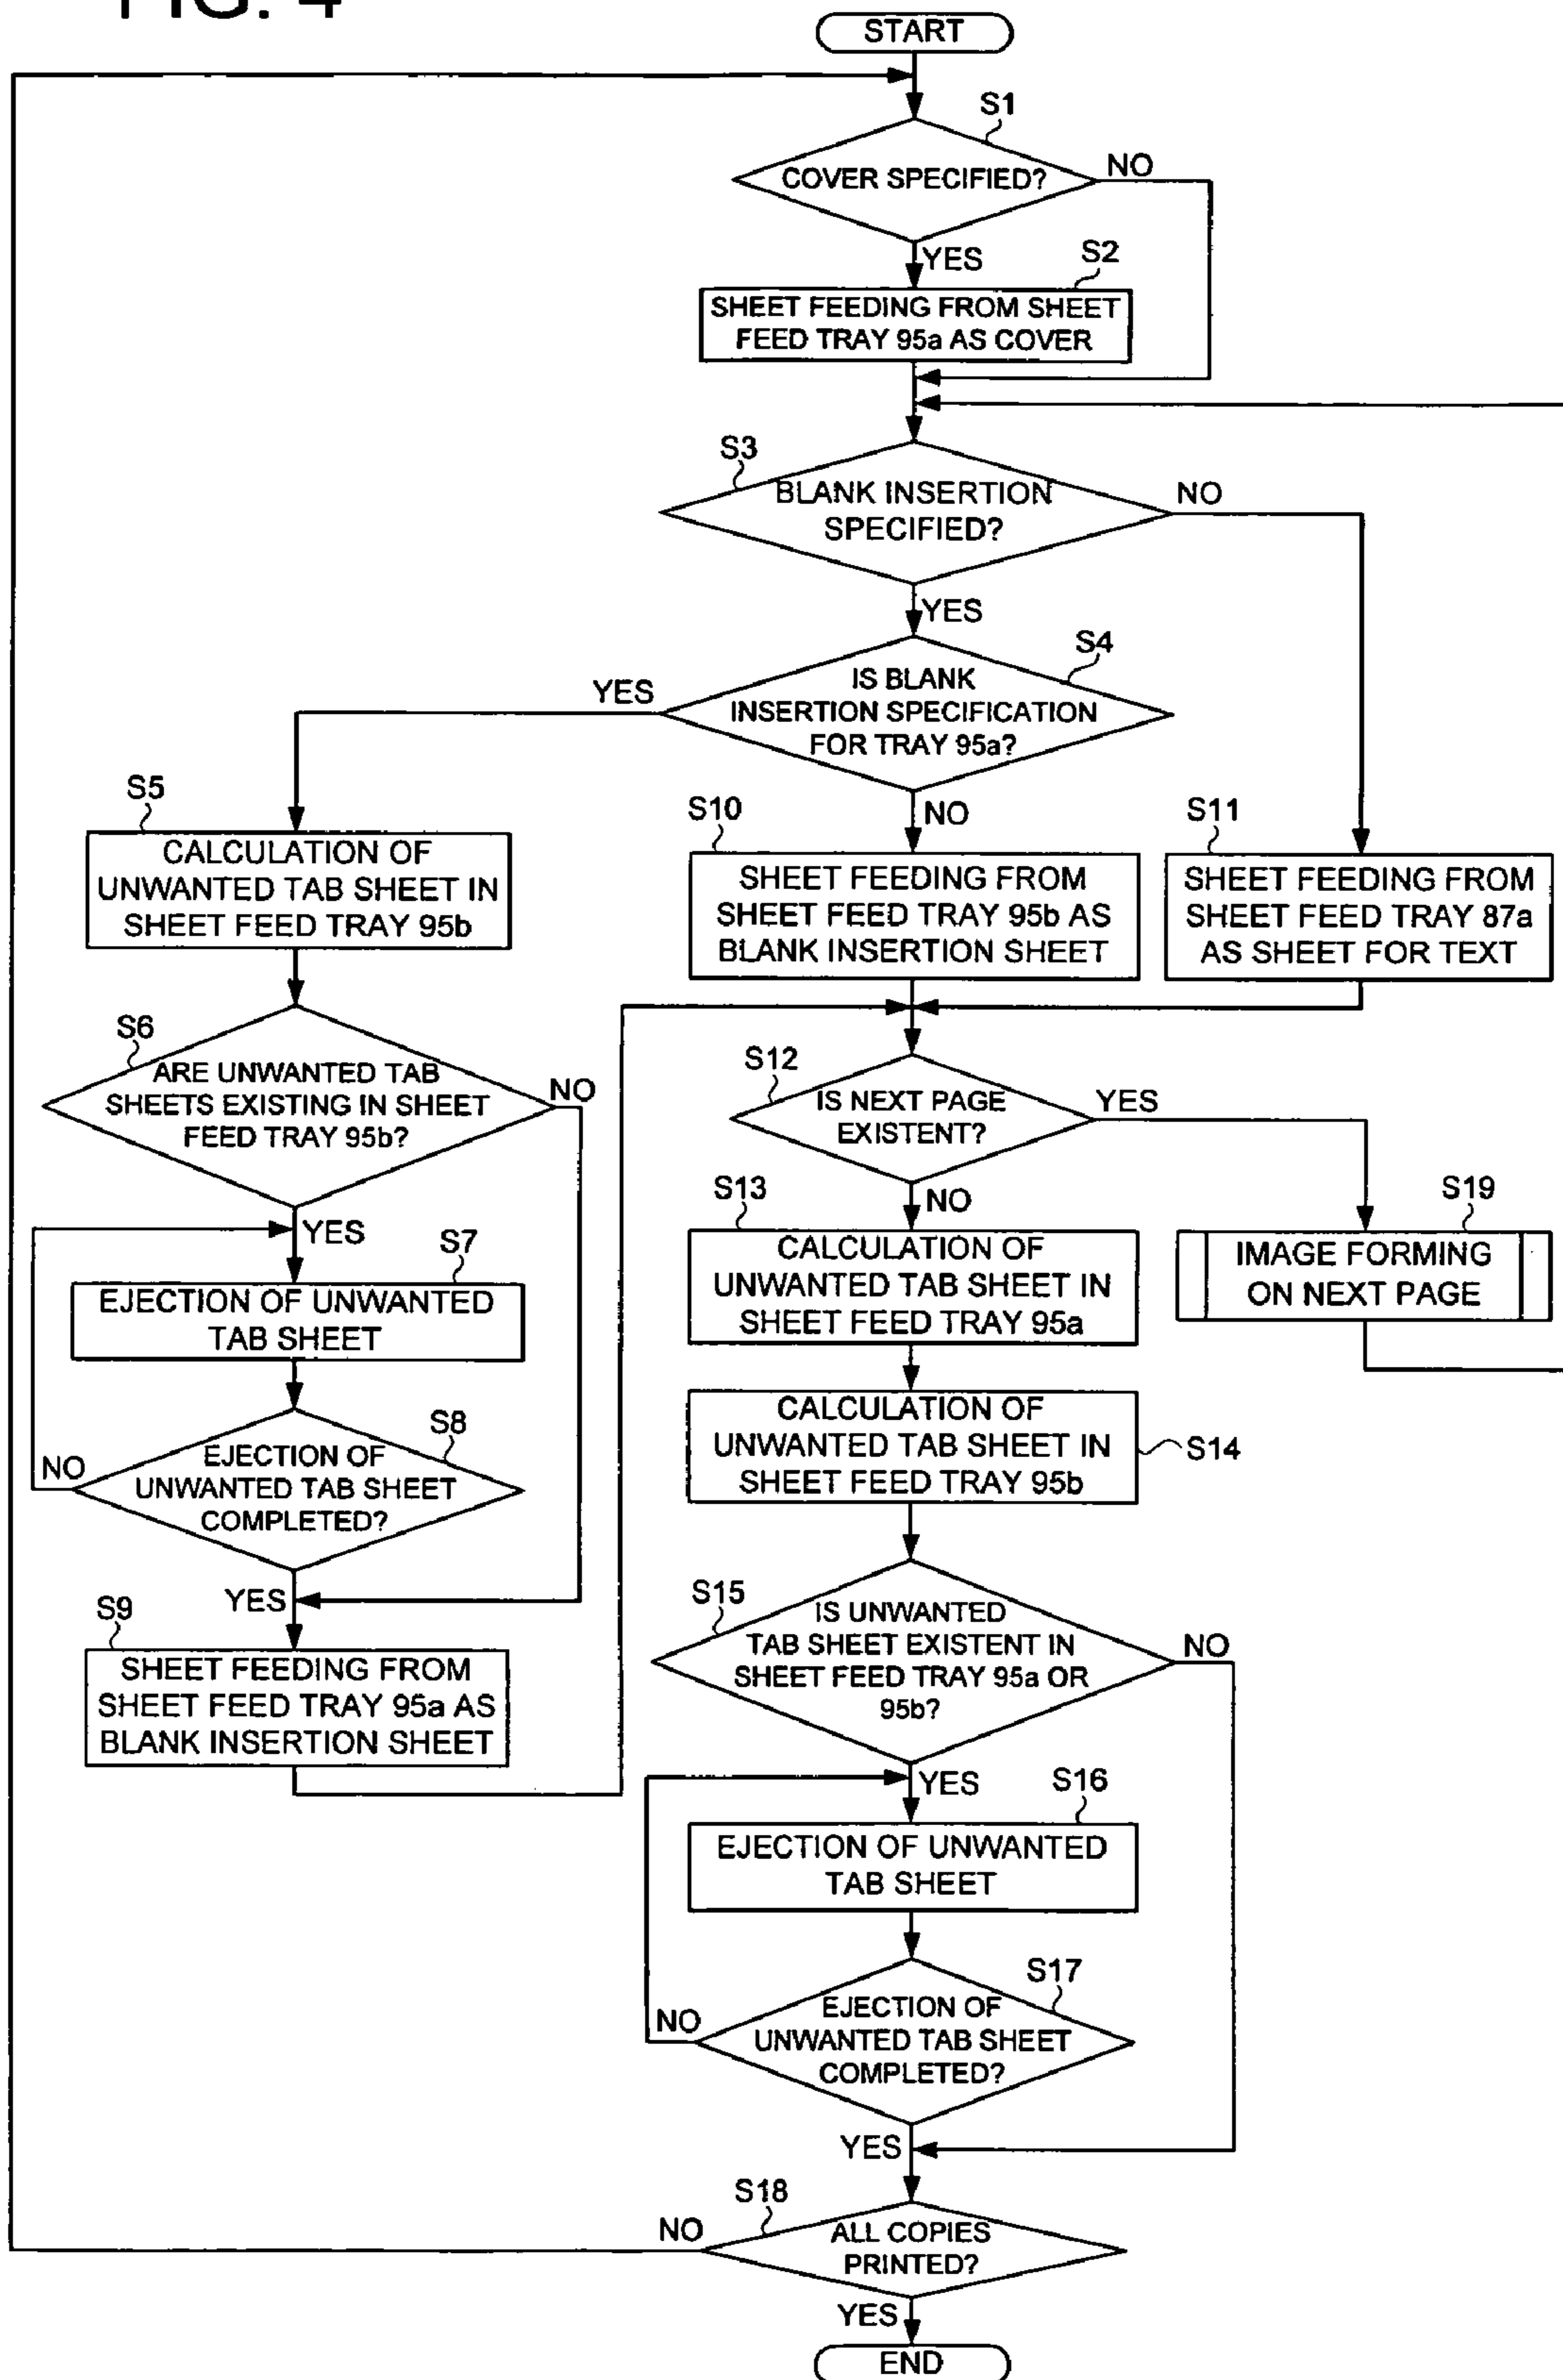 FIG. 4
START
S1
COVER SPECIFIED?
NO
YES
S2
SHEET FEEDING FROM SHEET
FEED TRAY 95a AS COVER
S3
BLANK INSERTION
SPECIFIED?
NO
YES
S4
IS BLANK
INSERTION SPECIFICATION
FOR TRAY 95a?
YES
NO
S5
CALCULATION OF
UNWANTED TAB SHEET IN
SHEET FEED TRAY 95b
S10
SHEET FEEDING FROM
SHEET FEED TRAY 95b AS
BLANK INSERTION SHEET
S11
SHEET FEEDING FROM
SHEET FEED TRAY 87a
AS SHEET FOR TEXT
S6
ARE UNWANTED TAB
SHEETS EXISTING IN SHEET
FEED TRAY 95b?
NO
YES
S7
EJECTION OF UNWANTED
TAB SHEET
S8
EJECTION OF
UNWANTED TAB SHEET
COMPLETED?
NO
YES
S9
SHEET FEEDING FROM
SHEET FEED TRAY 95a AS
BLANK INSERTION SHEET
S12
IS NEXT PAGE
EXISTENT?
YES
NO
S13
CALCULATION OF
UNWANTED TAB SHEET IN
SHEET FEED TRAY 95a
S19
IMAGE FORMING
ON NEXT PAGE
CALCULATION OF
UNWANTED TAB SHEET IN
SHEET FEED TRAY 95b
S14
S15
IS UNWANTED
TAB SHEET EXISTENT IN
SHEET FEED TRAY 95a OR
95b?
NO
YES
S16
EJECTION OF UNWANTED
TAB SHEET
S17
EJECTION OF
UNWANTED TAB SHEET
COMPLETED?
NO
YES
S18
ALL COPIES
PRINTED?
NO
YES
END